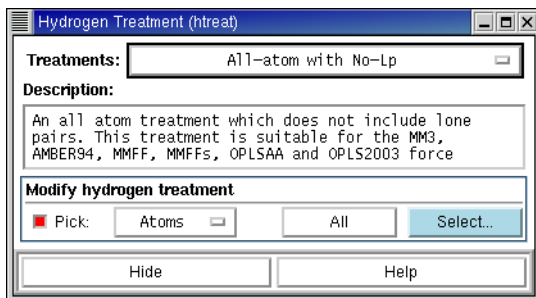 Hydrogen Treatment (htreat)
Treatments: All-atom with No-Lp
Description:
An all atom treatment which does not include lone
pairs. This treatment is suitable for the MM3,
AMBER94, MMFF, MMFFs, OPLSAA and OPLS2003 force
Modify hydrogen treatment
Pick: Atoms All Select...
Hide Help